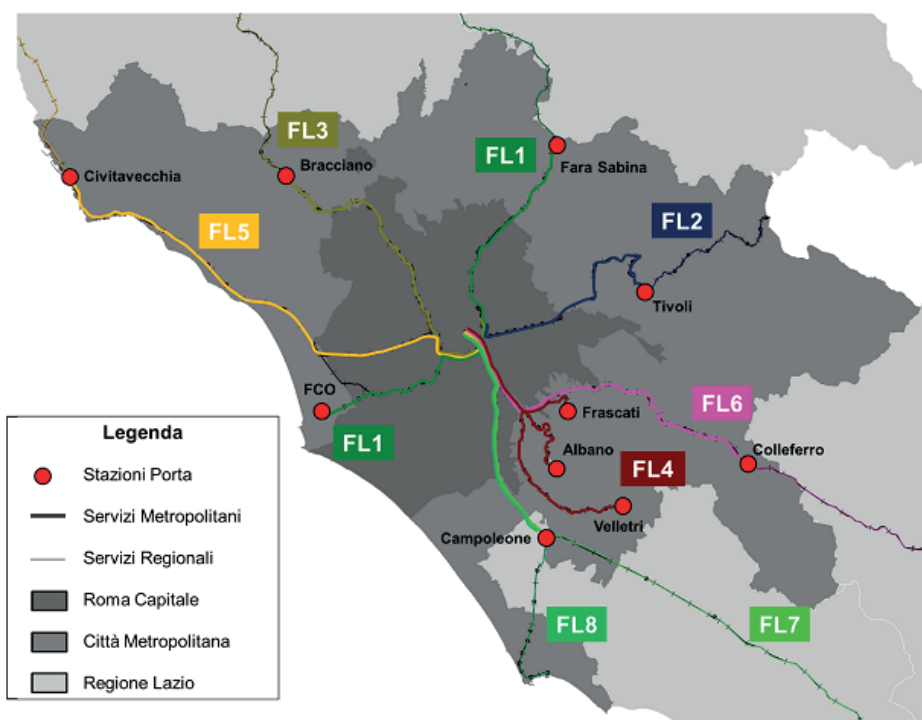 FL3
Bracciano
FL1
Fara Sabina
Civitavecchia
FL5
FL2
Tivoli
FCO
FL1
Frascati
FL6
Albano
FL4
Colleferro
Velletri
Campoleone
FL8
FL7
Legenda
Stazioni Porta
Servizi Metropolitani
Servizi Regionali
Roma Capitale
Città Metropolitana
Regione Lazio